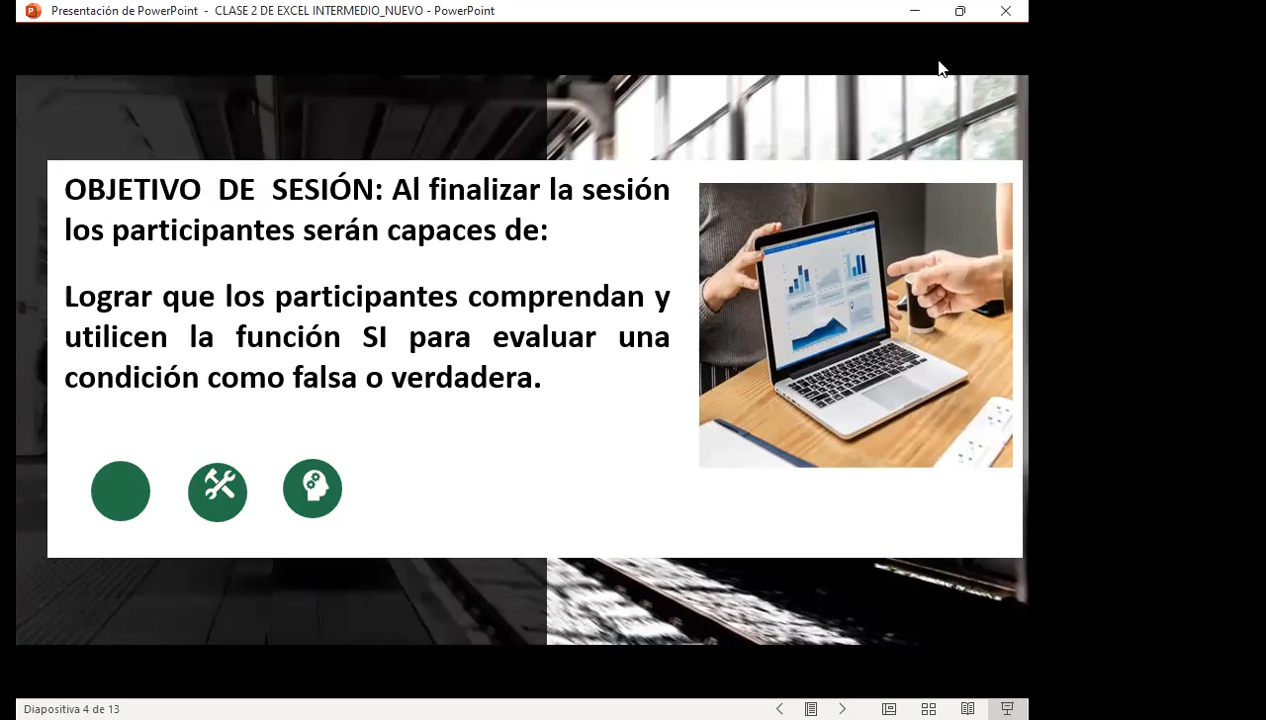 Presentación de PowerPoint - CLASE 2 DE EXCEL INTERMEDIO_NUEVO - PowerPoint
OBJETIVO DE SESIÓN: Al finalizar la sesión
los participantes serán capaces de:
Lograr que los participantes comprendan y
utilicen la función SI para evaluar una
condición como falsa o verdadera.
Diapositiva 4 de 13